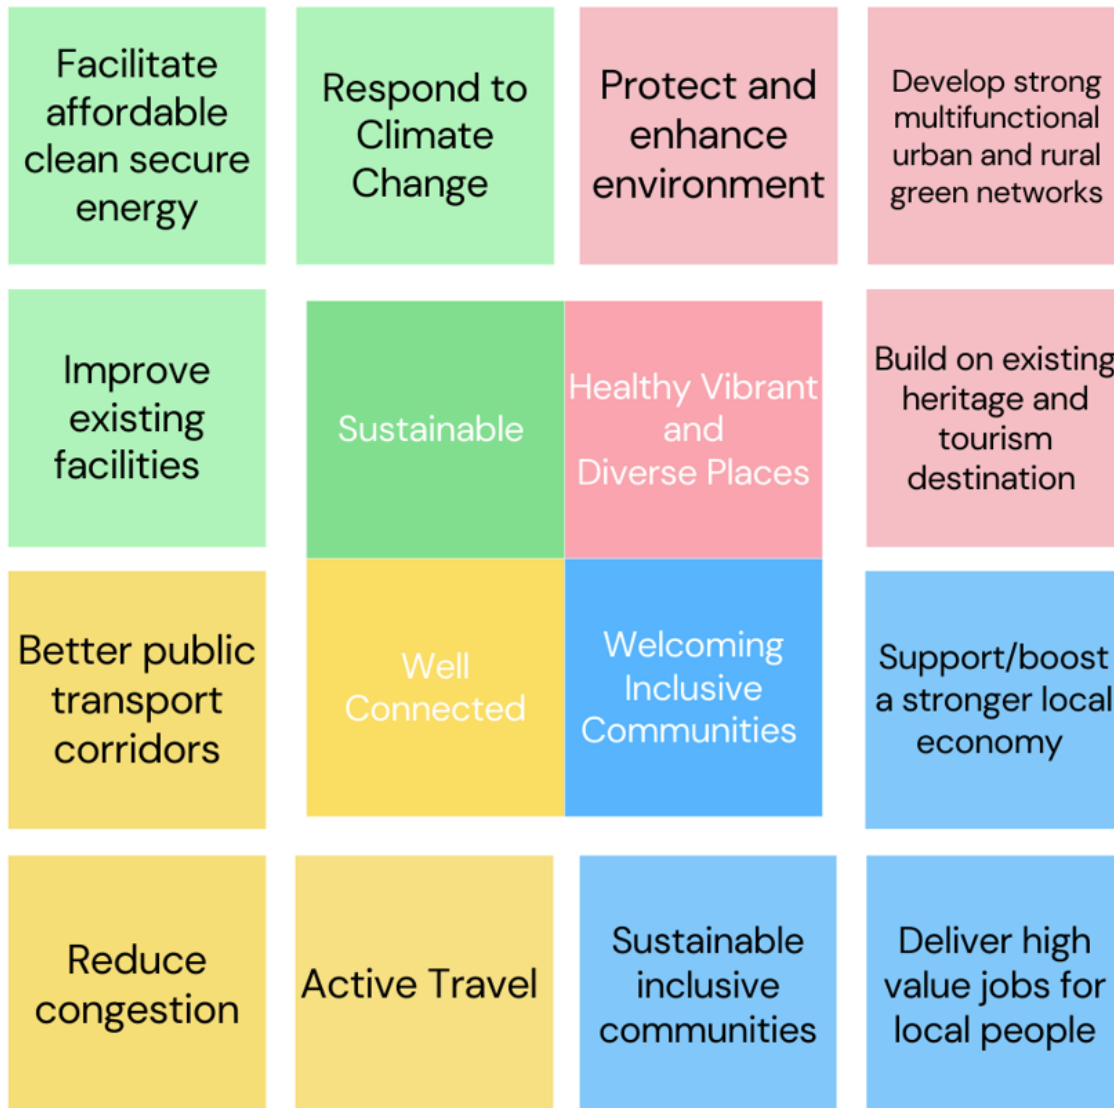 Facilitate
affordable
clean secure
energy
Respond to
Climate
Change
Protect and
enhance
environment
Develop strong
multifunctional
urban and rural
green networks
Improve
existing
facilities
Sustainable
Healthy Vibrant
and
Diverse Places
Build on existing
heritage and
tourism
destination
Better public
transport
corridors
Well
Connected
Welcoming
Inclusive
Communities
Support/boost
a stronger local
economy
Reduce
congestion
Active Travel
Sustainable
inclusive
communities
Deliver high
value jobs for
local people